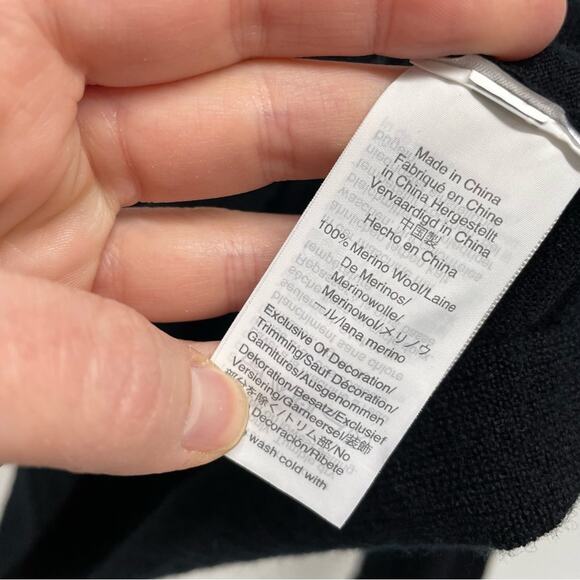 Made in China
Fabriqué en Chine
in China Hergestellt
Vervaardigd in China
中国製
Hecho en China
100% Merino Wool/Laine
De Merinos/
Merinowolle/
Merinowol/メリノウ
ール/lana merino
Exclusive Of Decoration/
Trimming/Sauf Décoration/
Garnitures/Ausgenommen
Dekoration/Besatz/Exclusief
Versiering/Garneersel/装飾
部分を除く/トリム部/No
Decoración/Ribete
wash cold with